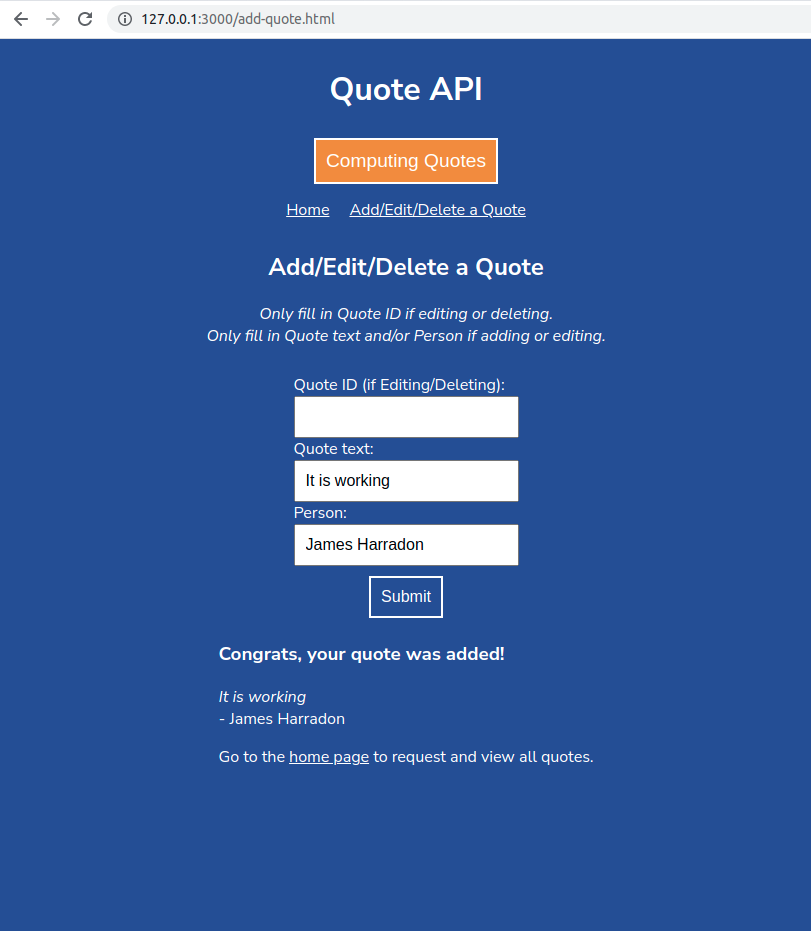 127.0.0.1:3000/add-quote.html
Quote API
Computing Quotes
Home Add/Edit/Delete a Quote
Add/Edit/Delete a Quote
Only fill in Quote ID if editing or deleting.
Only fill in Quote text and/or Person if adding or editing.
Quote ID (if Editing/Deleting):
Quote text:
It is working
Person:
James Harradon
Submit
Congrats, your quote was added!
It is working
- James Harradon
Go to the home page to request and view all quotes.